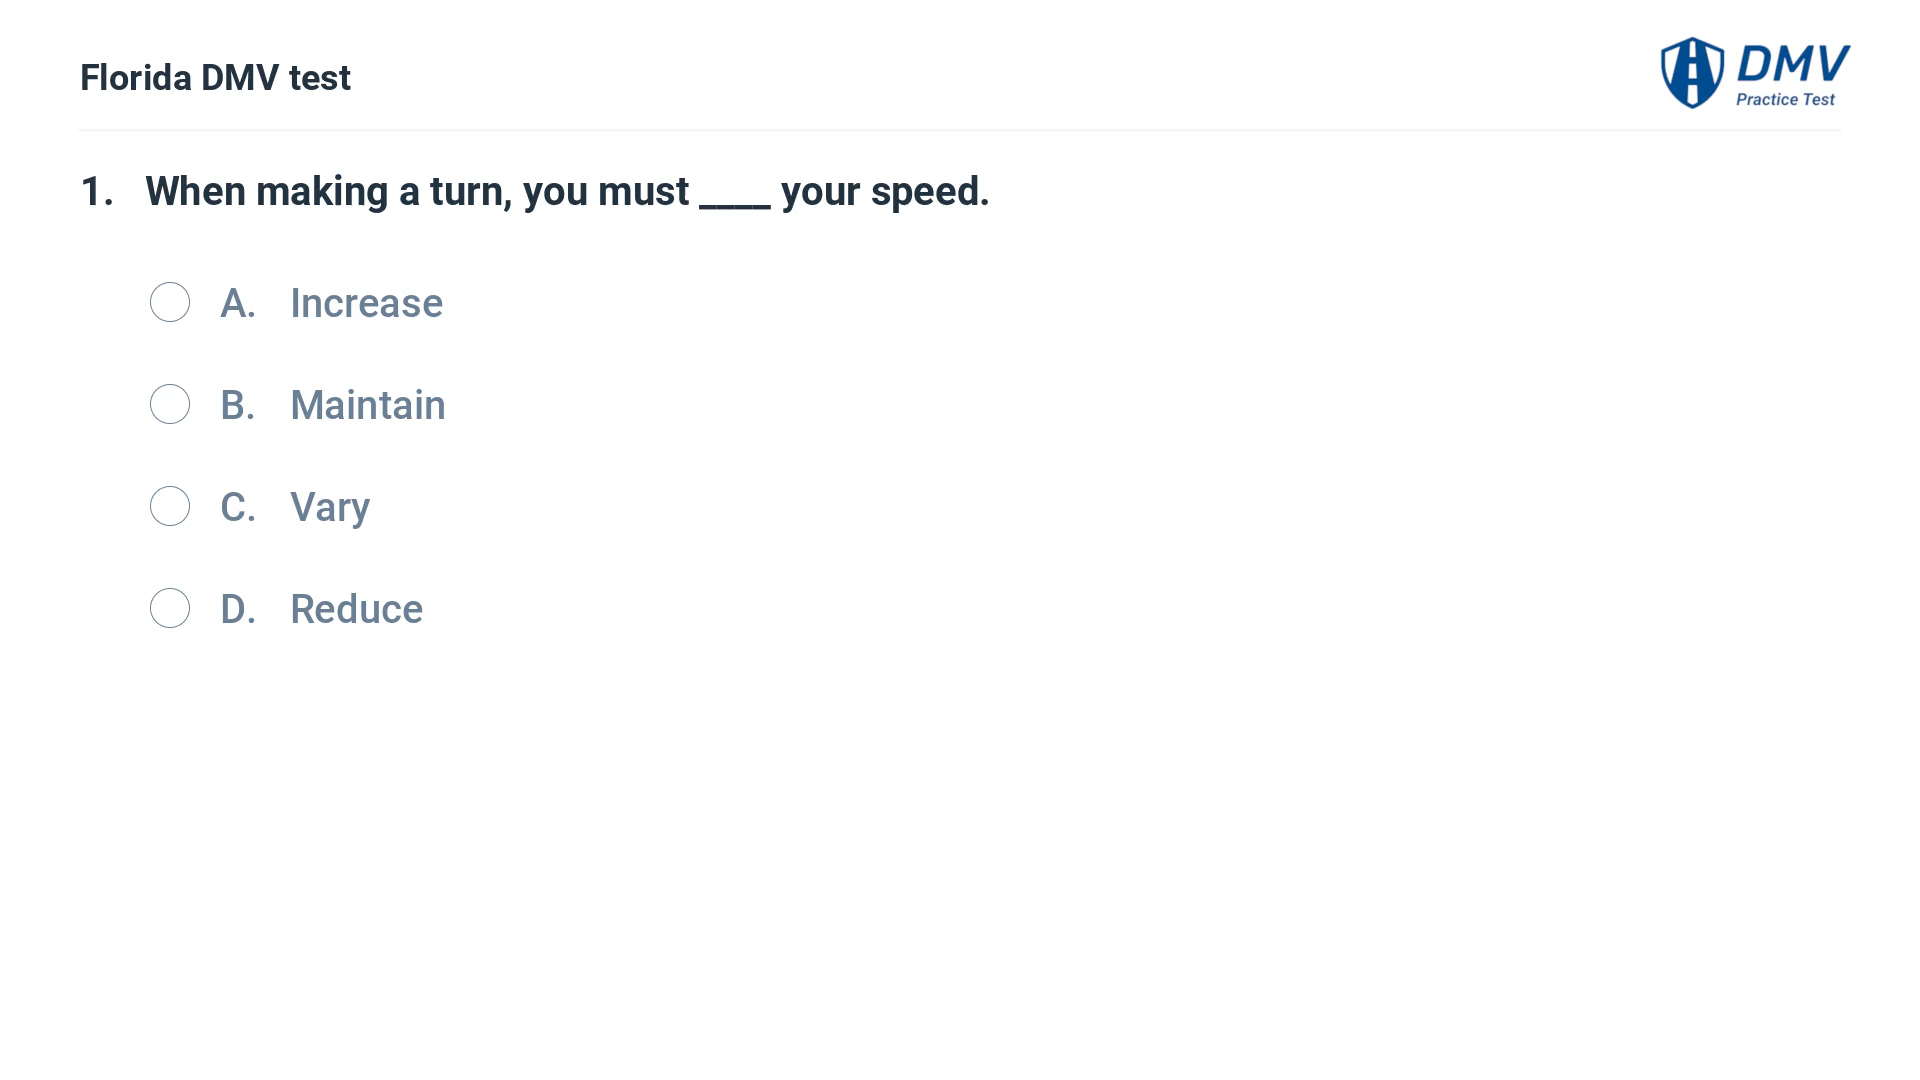 Florida DMV test
DMV
Practice Test
1. When making a turn, you must ____ your speed.
A. Increase
B. Maintain
C. Vary
D. Reduce